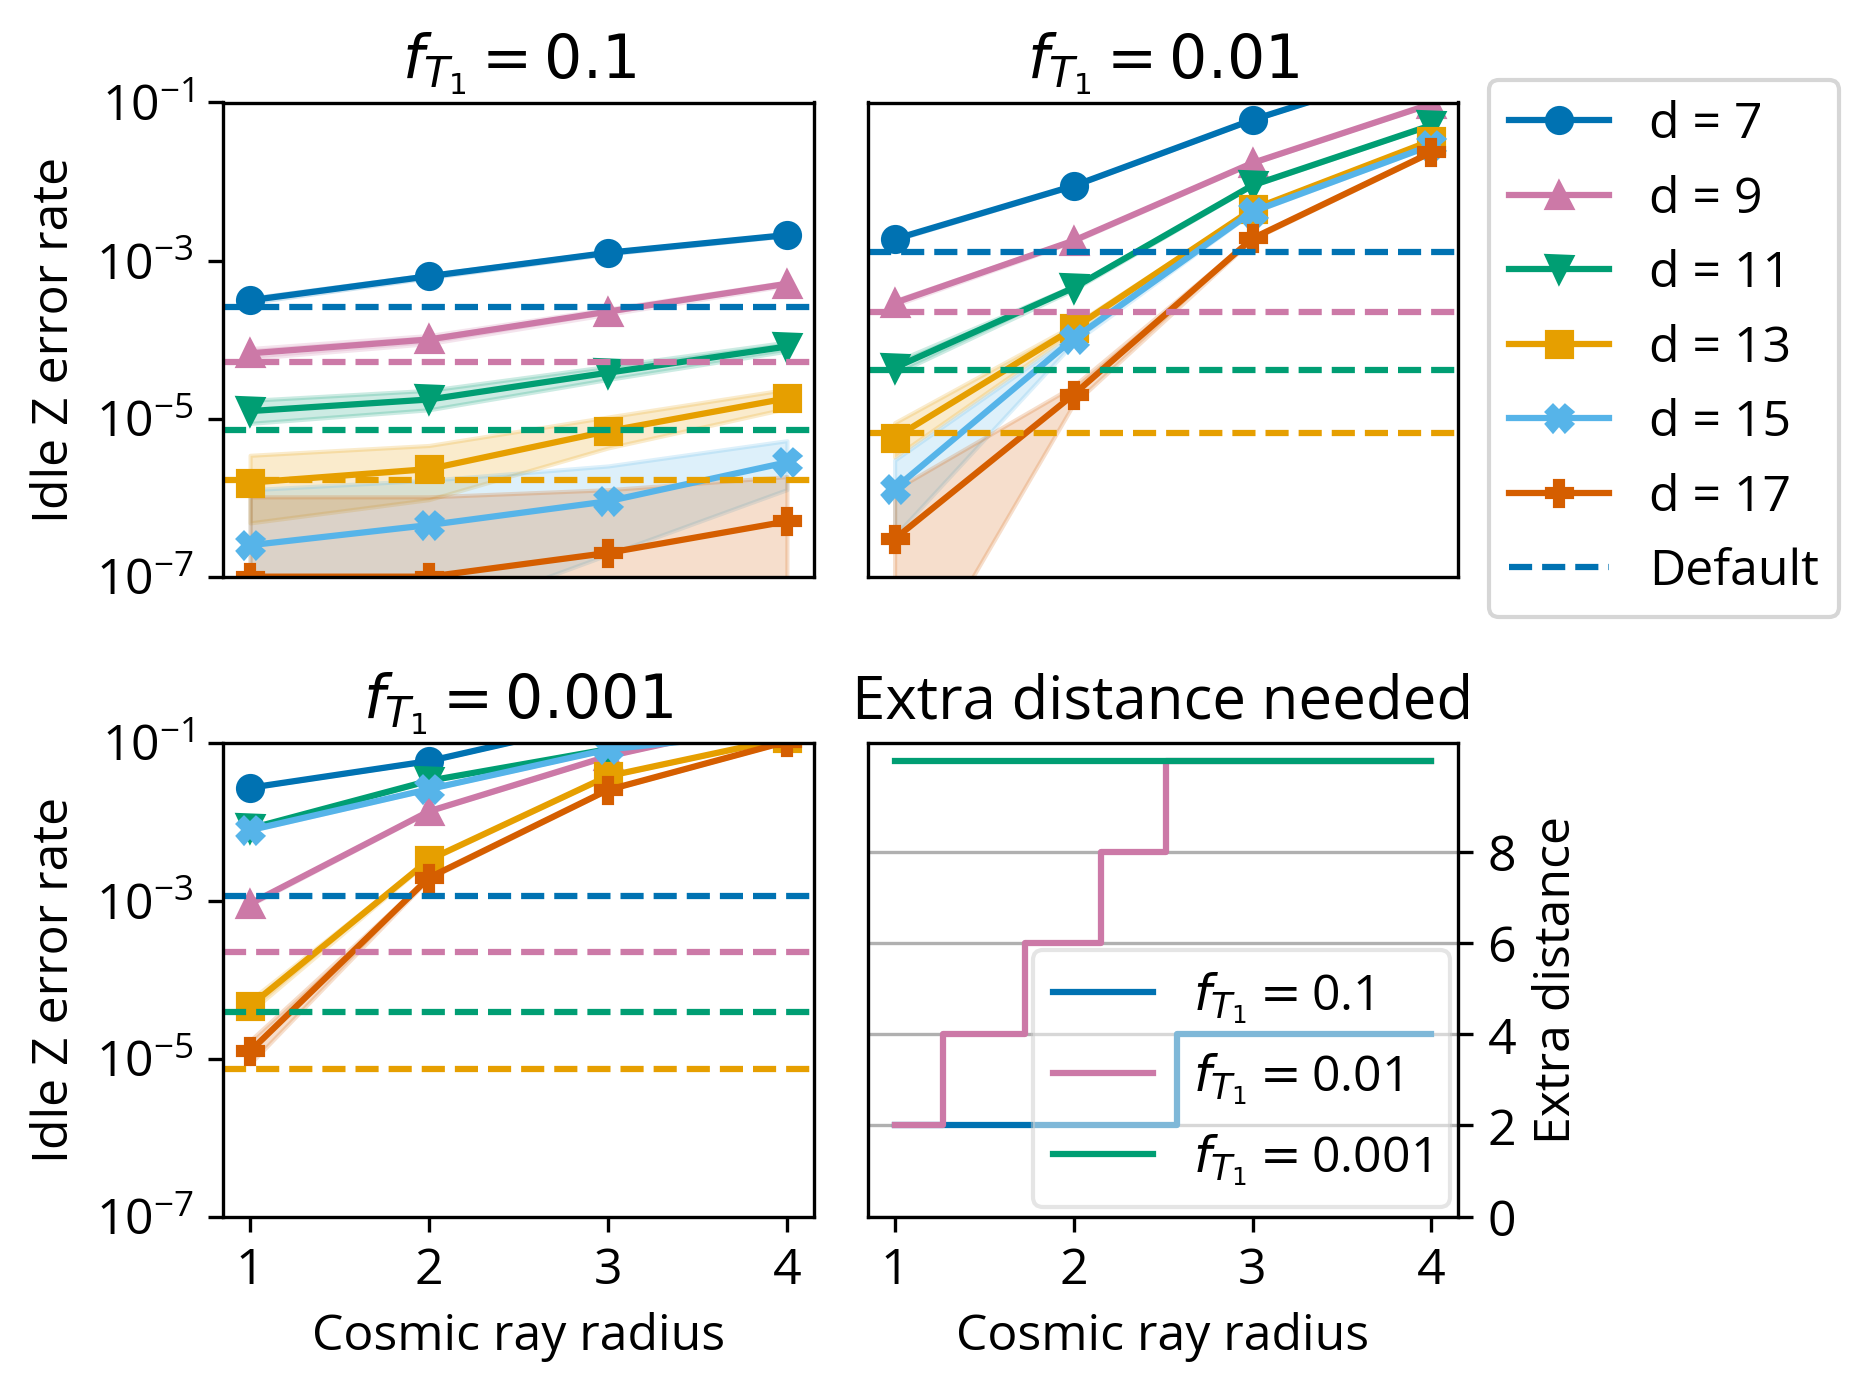 f_{T_1} = 0.1
f_{T_1} = 0.01
Idle Z error rate
10^{-1}
10^{-3}
10^{-5}
10^{-7}
d = 7
d = 9
d = 11
d = 13
d = 15
d = 17
Default
f_{T_1} = 0.001
Extra distance needed
Idle Z error rate
10^{-1}
10^{-3}
10^{-5}
10^{-7}
1 2 3 4
Cosmic ray radius
f_{T_1} = 0.1
f_{T_1} = 0.01
f_{T_1} = 0.001
8
6
4
2
0
Extra distance
1 2 3 4
Cosmic ray radius